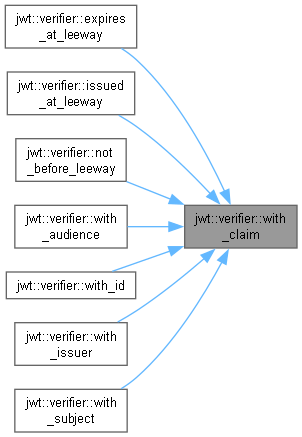 jwt::verifier::expires
_at_leeway
jwt::verifier::issued
_at_leeway
jwt::verifier::not
_before_leeway
jwt::verifier::with
_audience
jwt::verifier::with
_claim
jwt::verifier::with_id
jwt::verifier::with
_issuer
jwt::verifier::with
_subject